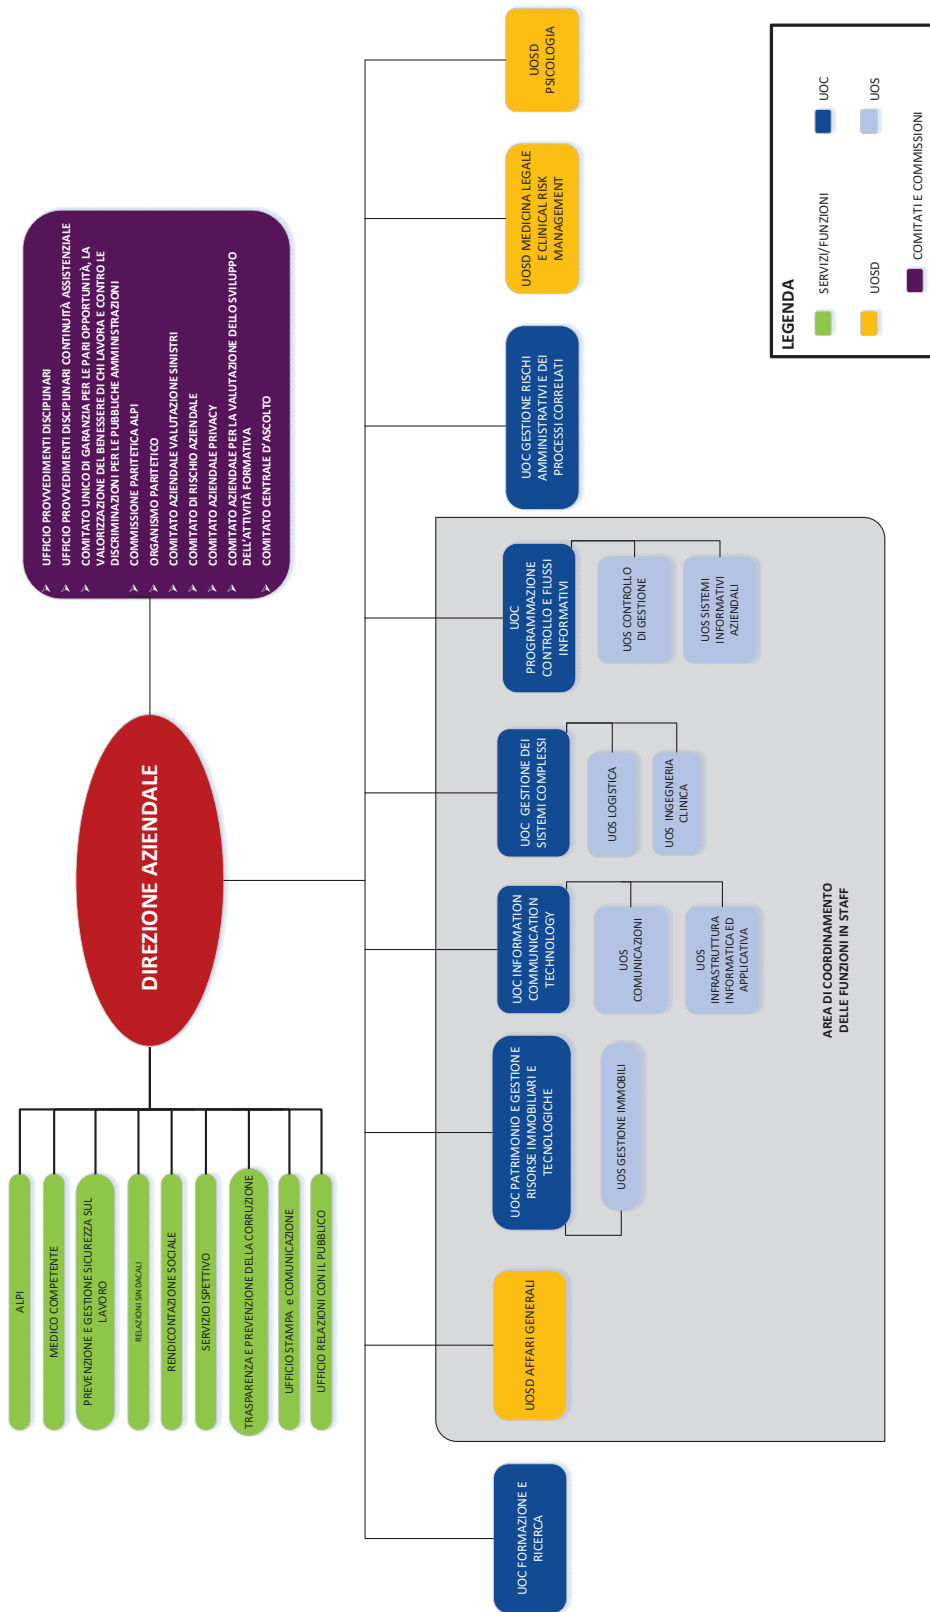 ALPI
MEDICO COMPETENTE
PREVENZIONE E GESTIONE SICUREZZA SUL
LAVORO
RELAZIONI SINDACALI
RENDICONTAZIONE SOCIALE
SERVIZIO ISPETTIVO
TRASPARENZA E PREVENZIONE DELLA CORRUZIONE
UFFICIO STAMPA e COMUNICAZIONE
UFFICIO RELAZIONI CON IL PUBBLICO
DIREZIONE AZIENDALE
➢ UFFICIO PROVVEDIMENTI DISCIPLINARI
➢ UFFICIO PROVVEDIMENTI DISCIPLINARI CONTINUITÀ ASSISTENZIALE
➢ COMITATO UNICO DI GARANZIA PER LE PARI OPPORTUNITÀ, LA
VALORIZZAZIONE DEL BENESSERE DI CHI LAVORA E CONTRO LE
DISCRIMINAZIONI PER LE PUBBLICHE AMMINISTRAZIONI
➢ COMMISSIONE PARITETICA ALPI
➢ ORGANISMO PARITETICO
➢ COMITATO AZIENDALE VALUTAZIONE SINISTRI
➢ COMITATO DI RISCHIO AZIENDALE
➢ COMITATO AZIENDALE PRIVACY
➢ COMITATO AZIENDALE PER LA VALUTAZIONE DELLO SVILUPPO
DELL'ATTIVITÀ FORMATIVA
➢ COMITATO CENTRALE D'ASCOLTO
UOC FORMAZIONE E
RICERCA
UOSD AFFARI GENERALI
UOC PATRIMONIO E GESTIONE
RISORSE IMMOBILIARI E
TECNOLOGICHE
UOS GESTIONE IMMOBILI
UOC INFORMATION
COMMUNICATION
TECHNOLOGY
UOS
COMUNICAZIONI
UOS
INFRASTRUTTURA
INFORMATICA ED
APPLICATIVA
UOC GESTIONE DEI
SISTEMI COMPLESSI
UOS LOGISTICA
UOS INGEGNERIA
CLINICA
UOC
PROGRAMMAZIONE
CONTROLLO E FLUSSI
INFORMATIVI
UOS CONTROLLO
DI GESTIONE
UOS SISTEMI
INFORMATIVI
AZIENDALI
AREA DI COORDINAMENTO
DELLE FUNZIONI IN STAFF
UOC GESTIONE RISCHI
AMMINISTRATIVI E DEI
PROCESSI CORRELATI
UOSD MEDICINA LEGALE
E CLINICAL RISK
MANAGEMENT
UOSD
PSICOLOGIA
LEGENDA
SERVIZI/FUNZIONI
UOC
UOSD
UOS
COMITATI E COMMISSIONI